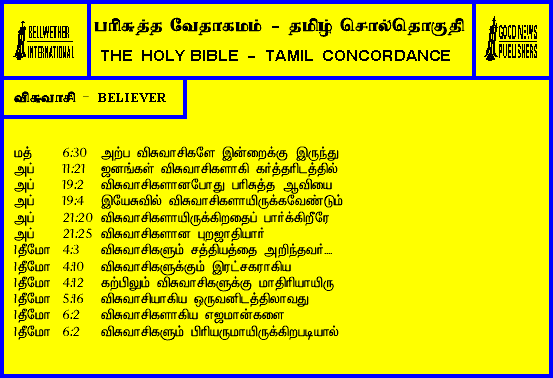 BELLWETHER
INTERNATIONAL
பரிசுத்த வேதாகமம் - தமிழ் சொல்தொகுதி
THE HOLY BIBLE - TAMIL CONCORDANCE
GOOD NEWS
PUBLISHERS
விசுவாசி - BELIEVER
மத் 6:30 அற்ப விசுவாசிகளே இன்றைக்கு இருந்து
அப் 11:21 ஜனங்கள் விசுவாசிகளாகி கர்த்தரிடத்தில்
அப் 19:2 விசுவாசிகளானபோது பரிசுத்த ஆவியை
அப் 19:4 இயேசுவில் விசுவாசிகளாயிருக்கவேண்டும்
அப் 21:20 விசுவாசிகளாயிருக்கிறதைப் பார்க்கிறீரே
அப் 21:25 விசுவாசிகளான புறஜாதியார்
1தீமோ 4:3 விசுவாசிகளும் சத்தியத்தை அறிந்தவர்....
1தீமோ 4:10 விசுவாசிகளுக்கும் இரட்சகராகிய
1தீமோ 4:12 கற்பிலும் விசுவாசிகளுக்கு மாதிரியாயிரு
1தீமோ 5:16 விசுவாசியாகிய ஒருவனிடத்திலாவது
1தீமோ 6:2 விசுவாசிகளாகிய எஜமான்களை
1தீமோ 6:2 விசுவாசிகளும் பிரியருமாயிருக்கிறபடியால்